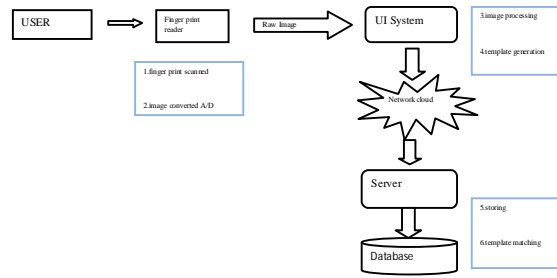 USER
Finger print
reader
Raw Image
UI System
3.image processing
4.template generation
1.finger print scanned
2.image converted A/D
Network cloud
Server
5.storing
6.template matching
Database